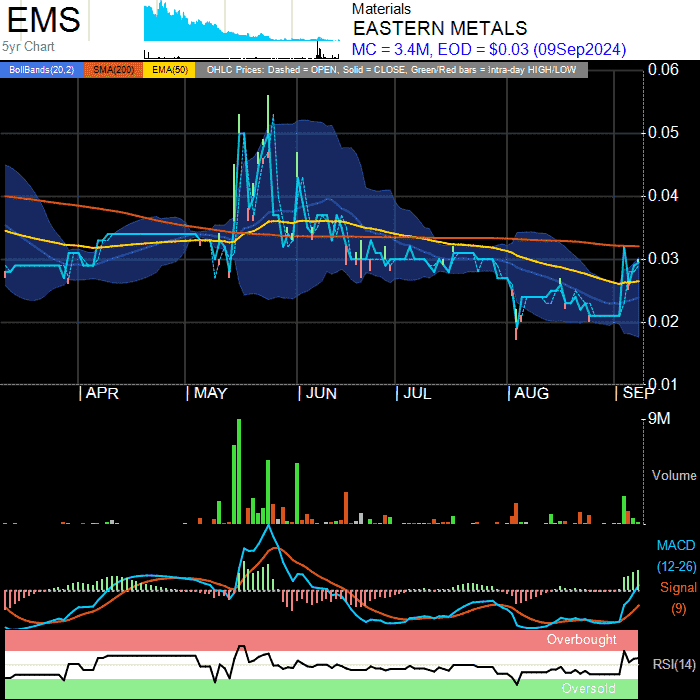 EMS
5yr Chart
Materials
EASTERN METALS
MC = 3.4M, EOD = $0.03 (09Sep2024)
BollBands(20,2) SMA(200) EMA(50) OHLC Prices: Dashed = OPEN, Solid = CLOSE, Green/Red bars = Intra-day HIGH/LOW
0.06
0.05
0.04
0.03
0.02
0.01
APR MAY JUN JUL AUG SEP
9M
Volume
MACD
(12-26)
Signal
(9)
Overbought
RSI(14)
Oversold